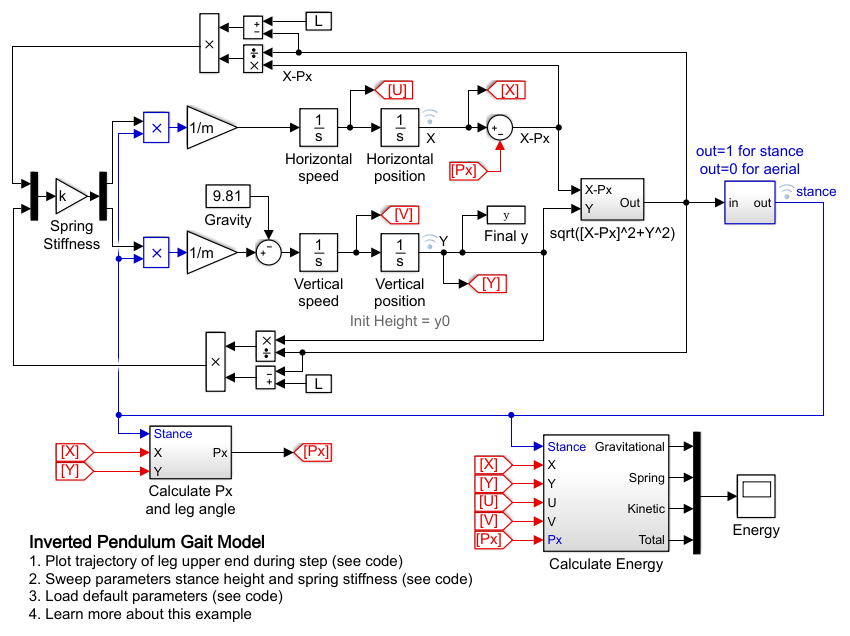 L
+
−
×
÷
×
X-Px
[U]
[X]
×
1/m
1
s
1
s
X
+
−
X-Px
Horizontal
speed
Horizontal
position
[Px]
out=1 for stance
out=0 for aerial
k
Spring
Stiffness
9.81
Gravity
[V]
y
Final y
X-Px
Y
Out
sqrt([X-Px]^2+Y^2)
in
out
stance
×
1/m
+
−
1
s
1
s
Y
Vertical
speed
Vertical
position
[Y]
Init Height = y0
×
×
÷
−
+
L
[X]
[Y]
Stance
X
Y
Px
[Px]
Calculate Px
and leg angle
[X]
[Y]
[U]
[V]
[Px]
Stance
X
Y
U
V
Px
Gravitational
Spring
Kinetic
Total
Calculate Energy
Energy
Inverted Pendulum Gait Model
1. Plot trajectory of leg upper end during step (see code)
2. Sweep parameters stance height and spring stiffness (see code)
3. Load default parameters (see code)
4. Learn more about this example